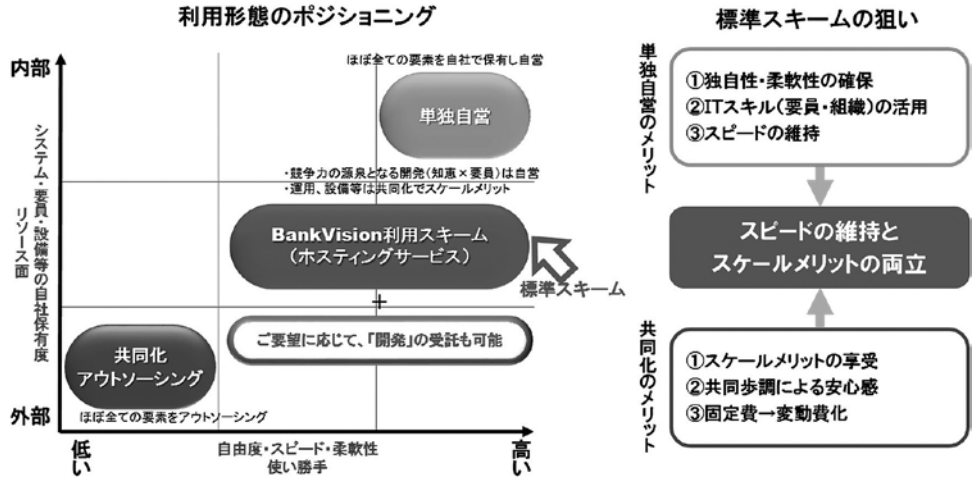 利用形態のポジショニング
内部
ほぼ全ての要素を自社で保有し自営
単独自営
・競争力の源泉となる開発(知恵×要員)は自営
・運用、設備等は共同化でスケールメリット
システム・要員・設備等の自社保有度
リソース面
BankVision利用スキーム
(ホスティングサービス)
標準スキーム
+
ご要望に応じて、「開発」の受託も可能
共同化
アウトソーシング
外部
ほぼ全ての要素をアウトソーシング
低い
自由度・スピード・柔軟性
使い勝手
高い
標準スキームの狙い
単独自営のメリット
①独自性・柔軟性の確保
②ITスキル(要員・組織)の活用
③スピードの維持
スピードの維持と
スケールメリットの両立
共同化のメリット
①スケールメリットの享受
②共同歩調による安心感
③固定費→変動費化